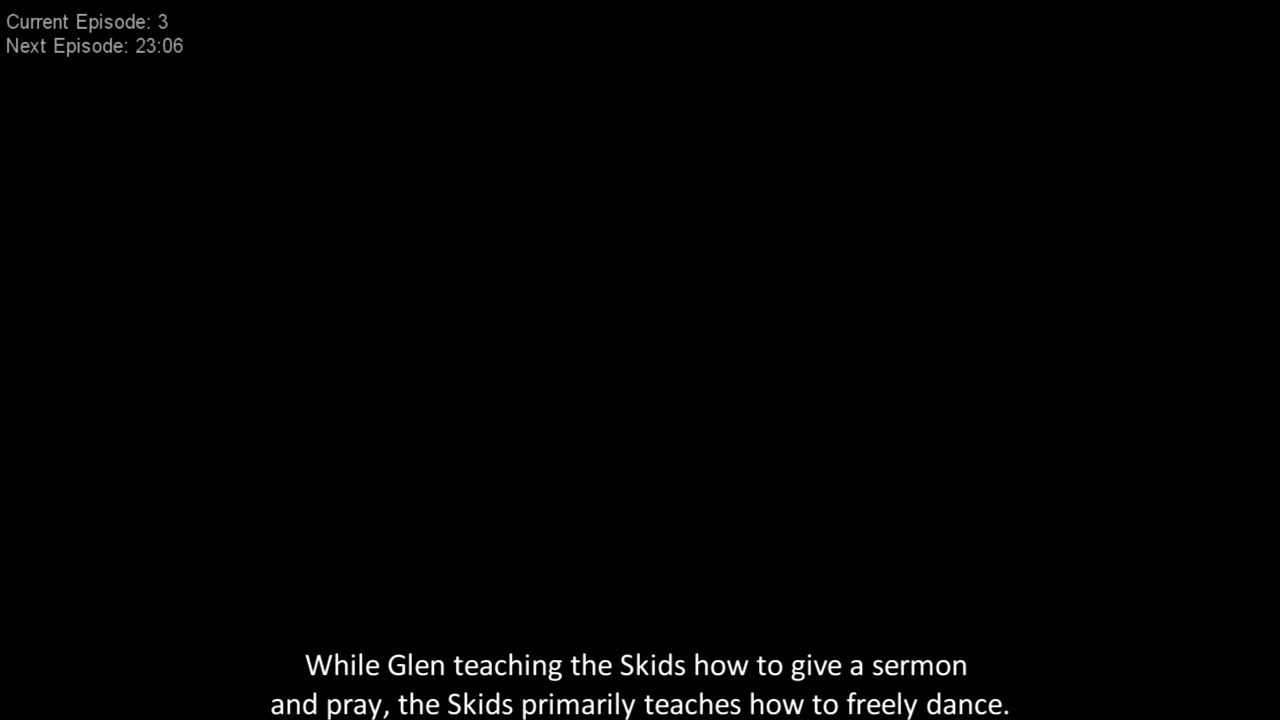 Current Episode: 3
Next Episode: 23:06
While Glen teaching the Skids how to give a sermon
and pray, the Skids primarily teaches how to freely dance.